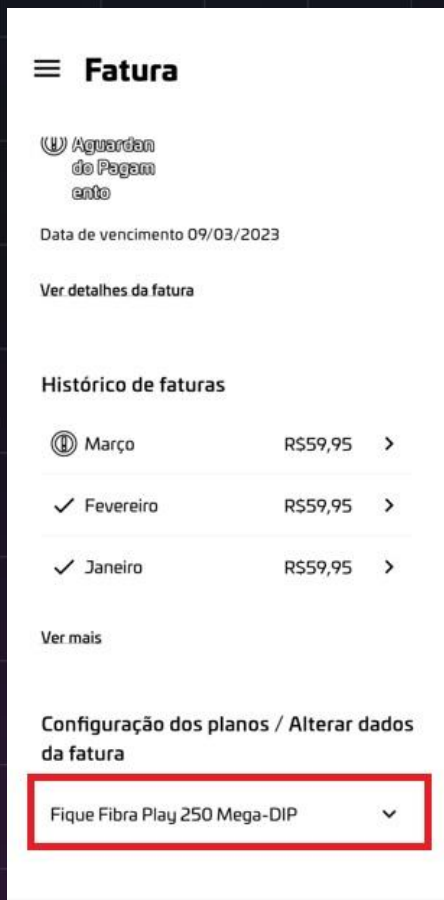 Fatura
Aguardan
do Pagam
ento
Data de vencimento 09/03/2023
Ver detalhes da fatura
Histórico de faturas
Março R$59,95
Fevereiro R$59,95
Janeiro R$59,95
Ver mais
Configuração dos planos / Alterar dados
da fatura
Fique Fibra Play 250 Mega-DIP